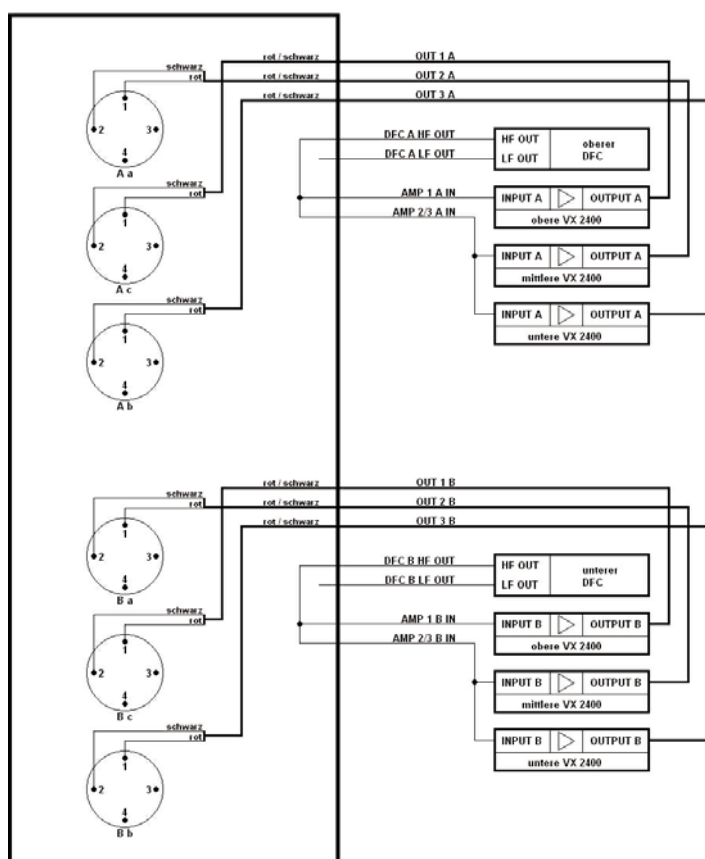 rot / schwarz OUT 1 A
schwarz
rot rot / schwarz OUT 2 A
rot / schwarz OUT 3 A
1
2 3
4
A a
DFC A HF OUT HF OUT oberer
DFC A LF OUT LF OUT DFC
schwarz
rot
1
2 3
4
A c
AMP 1 A IN INPUT A OUTPUT A
AMP 2/3 A IN obere VX 2400
INPUT A OUTPUT A
mittlere VX 2400
schwarz
rot
1
2 3
4
A b
INPUT A OUTPUT A
untere VX 2400
rot / schwarz OUT 1 B
schwarz
rot rot / schwarz OUT 2 B
rot / schwarz OUT 3 B
1
2 3
4
B a
DFC B HF OUT HF OUT unterer
DFC B LF OUT LF OUT DFC
schwarz
rot
1
2 3
4
B c
AMP 1 B IN INPUT B OUTPUT B
AMP 2/3 B IN obere VX 2400
INPUT B OUTPUT B
mittlere VX 2400
schwarz
rot
1
2 3
4
B b
INPUT B OUTPUT B
untere VX 2400